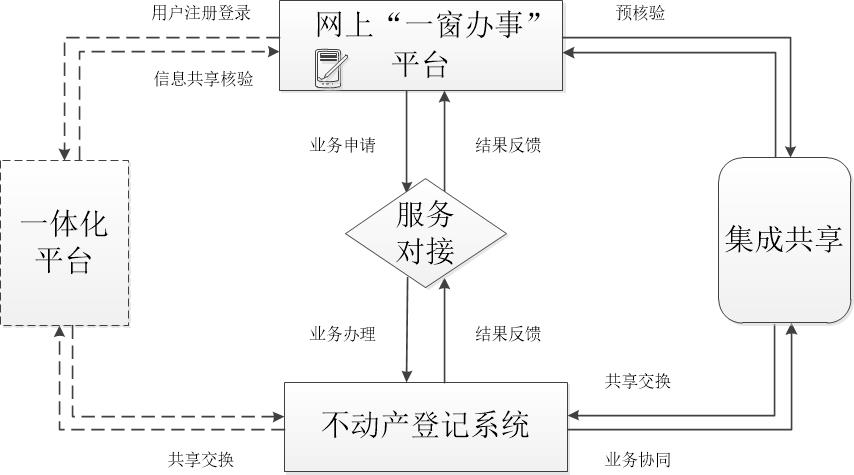 用户注册登录
网上“一窗办事”
平台
预核验
信息共享核验
业务申请
结果反馈
一体化
平台
服务
对接
集成共享
业务办理
结果反馈
共享交换
不动产登记系统
共享交换
业务协同